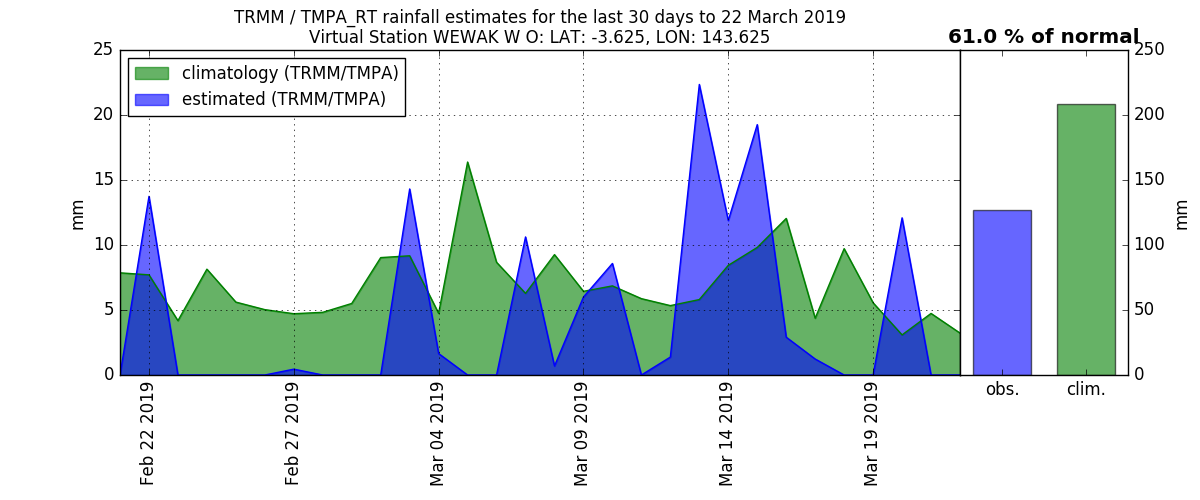 TRMM / TMPA_RT rainfall estimates for the last 30 days to 22 March 2019
Virtual Station WEWAK W O: LAT: -3.625, LON: 143.625
61.0 % of normal
climatology (TRMM/TMPA)
estimated (TRMM/TMPA)
25
20
15
10
5
0
mm
Feb 22 2019
Feb 27 2019
Mar 04 2019
Mar 09 2019
Mar 14 2019
Mar 19 2019
250
200
150
100
50
0
mm
obs.
clim.